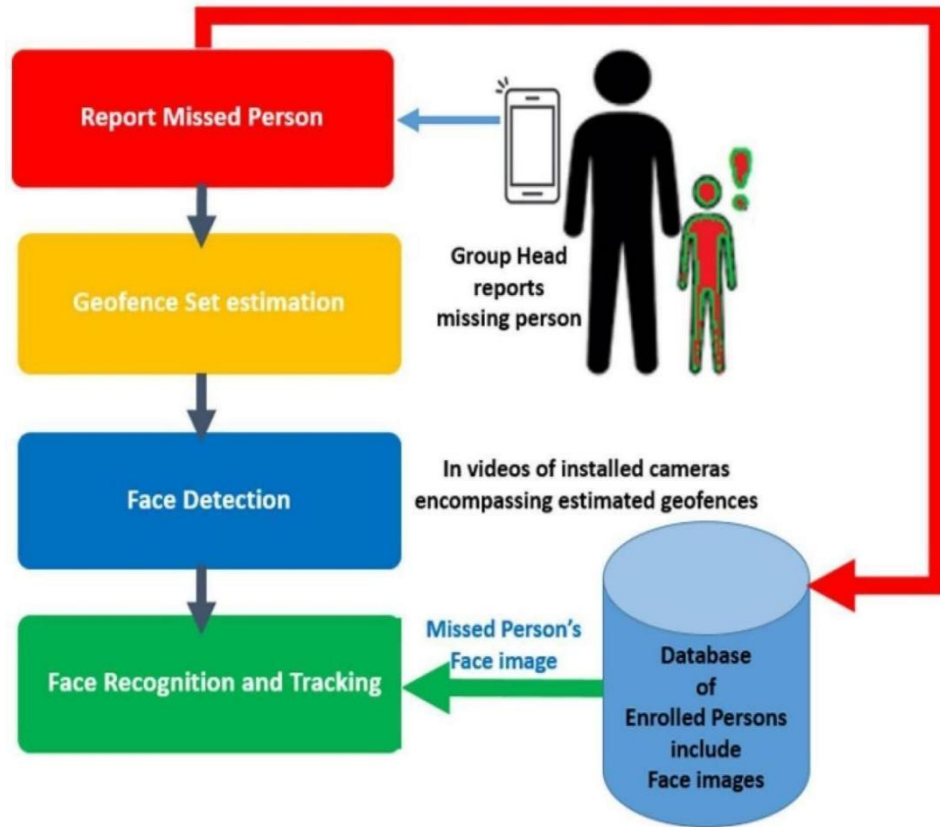 Report Missed Person
Group Head
reports
missing person
Geofence Set estimation
Face Detection
In videos of installed cameras
encompassing estimated geofences
Face Recognition and Tracking
Missed Person's
Face image
Database
of
Enrolled Persons
include
Face images